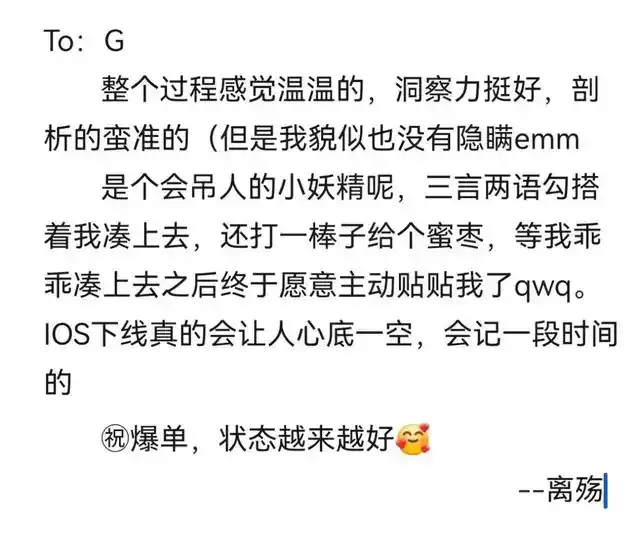 To：G
整个过程感觉温温的，洞察力挺好，剖
析的蛮准的（但是我貌似也没有隐瞒emm
是个会吊人的小妖精呢，三言两语勾搭
着我凑上去，还打一棒子给个蜜枣，等我乖
乖凑上去之后终于愿意主动贴贴我了qwq。
IOS下线真的会让人心底一空，会记一段时间
的
㊗爆单，状态越来越好🥰
--离殇